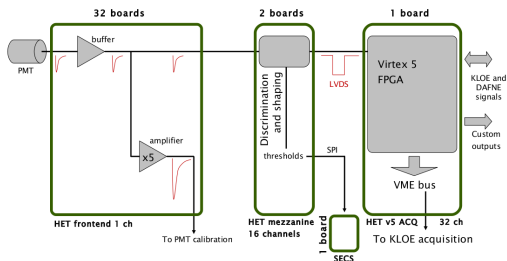 32 boards
2 boards
1 board
buffer
PMT
Discrimination
and shaping
LVDS
Virtex 5
FPGA
KLOE and
DAFNE
signals
Custom
outputs
amplifier
x5
thresholds
SPI
VME bus
HET frontend 1 ch
HET mezzanine
16 channels
1 board
SECS
HET v5 ACQ
32 ch
To PMT calibration
To KLOE acquisition